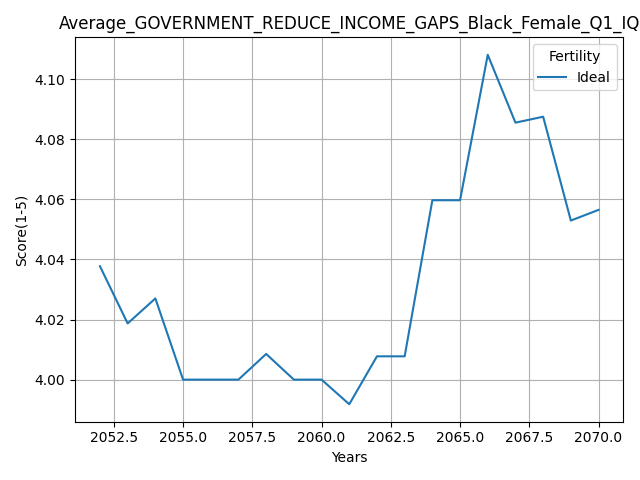 Average_GOVERNMENT_REDUCE_INCOME_GAPS_Black_Female_Q1_IQ
Fertility
Ideal
4.10
4.08
4.06
4.04
4.02
4.00
Score(1-5)
2052.5 2055.0 2057.5 2060.0 2062.5 2065.0 2067.5 2070.0
Years